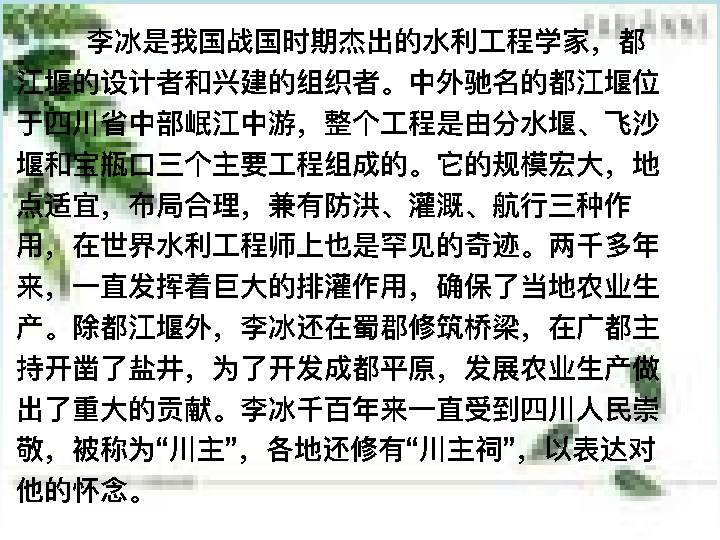 李冰是我国战国时期杰出的水利工程学家，都
江堰的设计者和兴建的组织者。中外驰名的都江堰位
于四川省中部岷江中游，整个工程是由分水堰、飞沙
堰和宝瓶口三个主要工程组成的。它的规模宏大，地
点适宜，布局合理，兼有防洪、灌溉、航行三种作
用，在世界水利工程师上也是罕见的奇迹。两千多年
来，一直发挥着巨大的排灌作用，确保了当地农业生
产。除都江堰外，李冰还在蜀郡修筑桥梁，在广都主
持开凿了盐井，为了开发成都平原，发展农业生产做
出了重大的贡献。李冰千百年来一直受到四川人民崇
敬，被称为“川主”，各地还修有“川主祠”，以表达对
他的怀念。